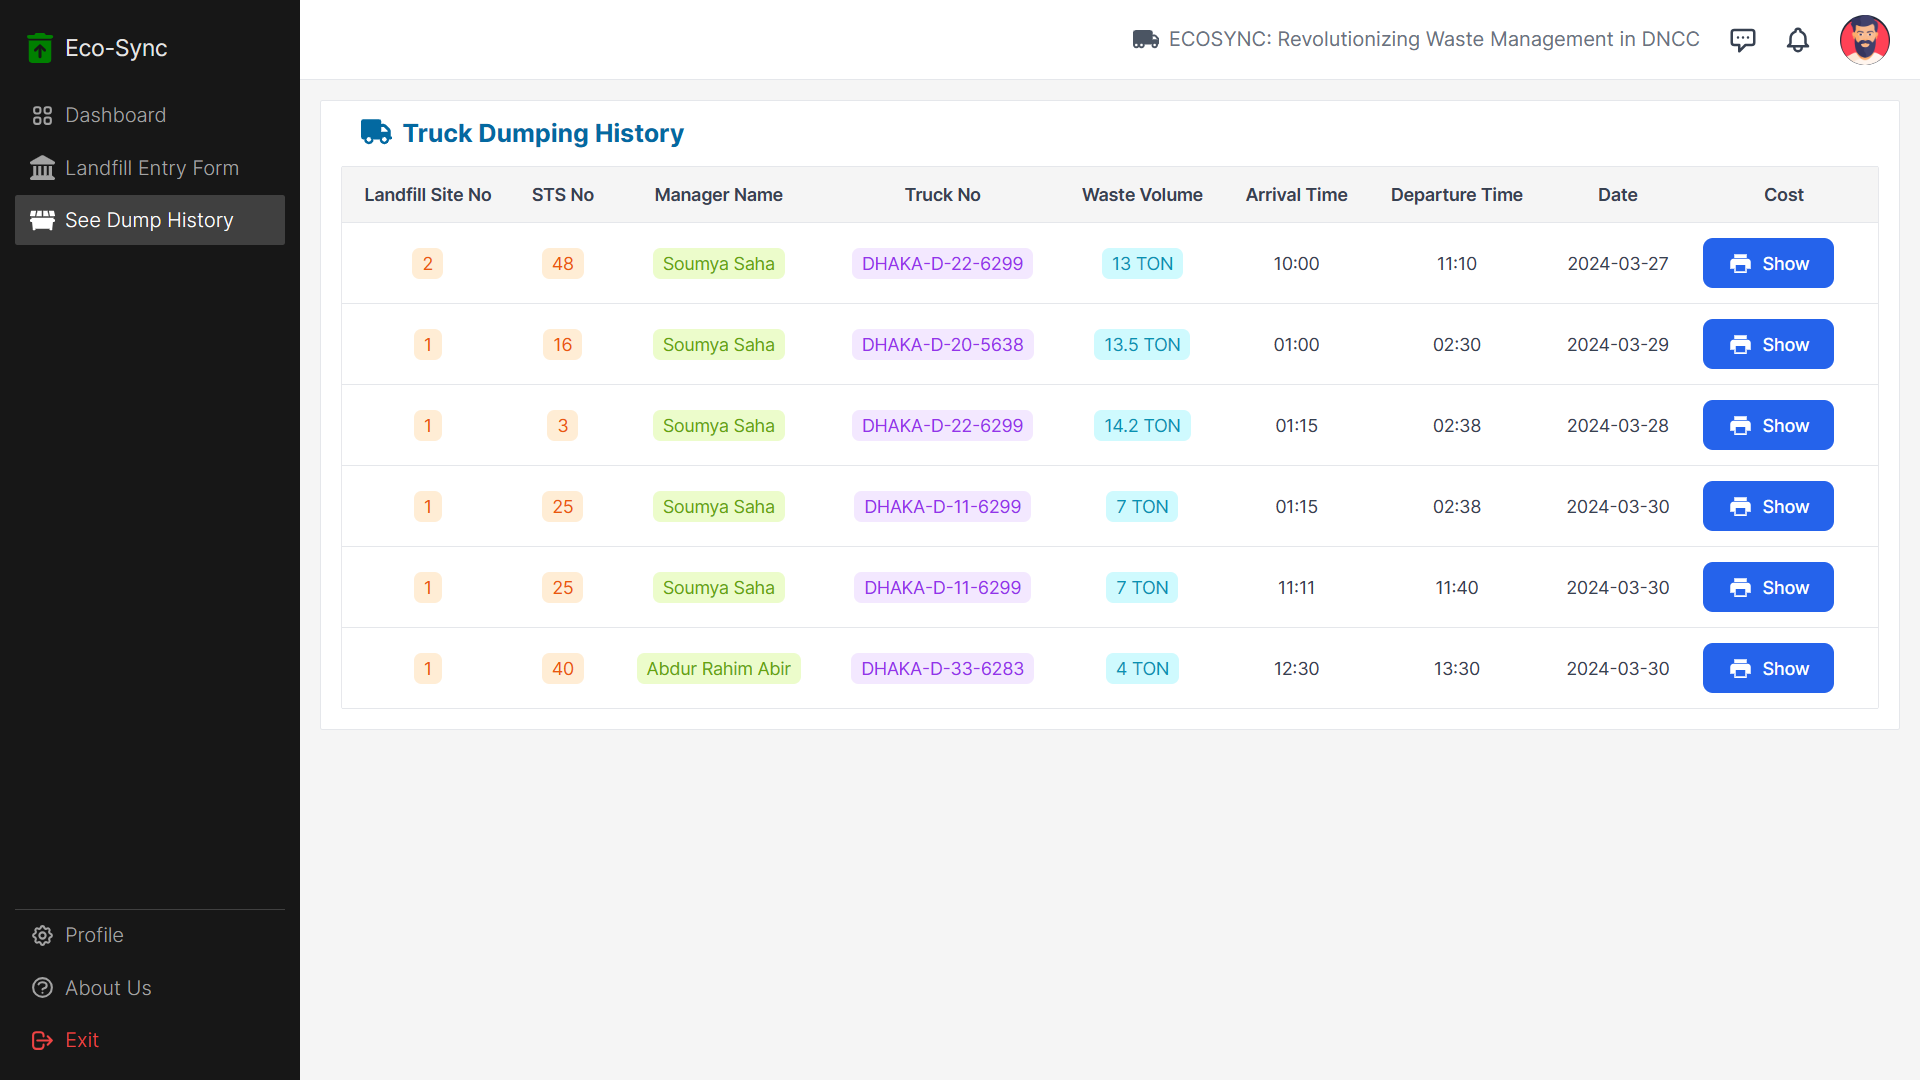 Eco-Sync
ECOSYNC: Revolutionizing Waste Management in DNCC
Dashboard
Landfill Entry Form
See Dump History
Truck Dumping History
Landfill Site No STS No Manager Name Truck No Waste Volume Arrival Time Departure Time Date Cost
2 48 Soumya Saha DHAKA-D-22-6299 13 TON 10:00 11:10 2024-03-27 Show
1 16 Soumya Saha DHAKA-D-20-5638 13.5 TON 01:00 02:30 2024-03-29 Show
1 3 Soumya Saha DHAKA-D-22-6299 14.2 TON 01:15 02:38 2024-03-28 Show
1 25 Soumya Saha DHAKA-D-11-6299 7 TON 01:15 02:38 2024-03-30 Show
1 25 Soumya Saha DHAKA-D-11-6299 7 TON 11:11 11:40 2024-03-30 Show
1 40 Abdur Rahim Abir DHAKA-D-33-6283 4 TON 12:30 13:30 2024-03-30 Show
Profile
About Us
Exit